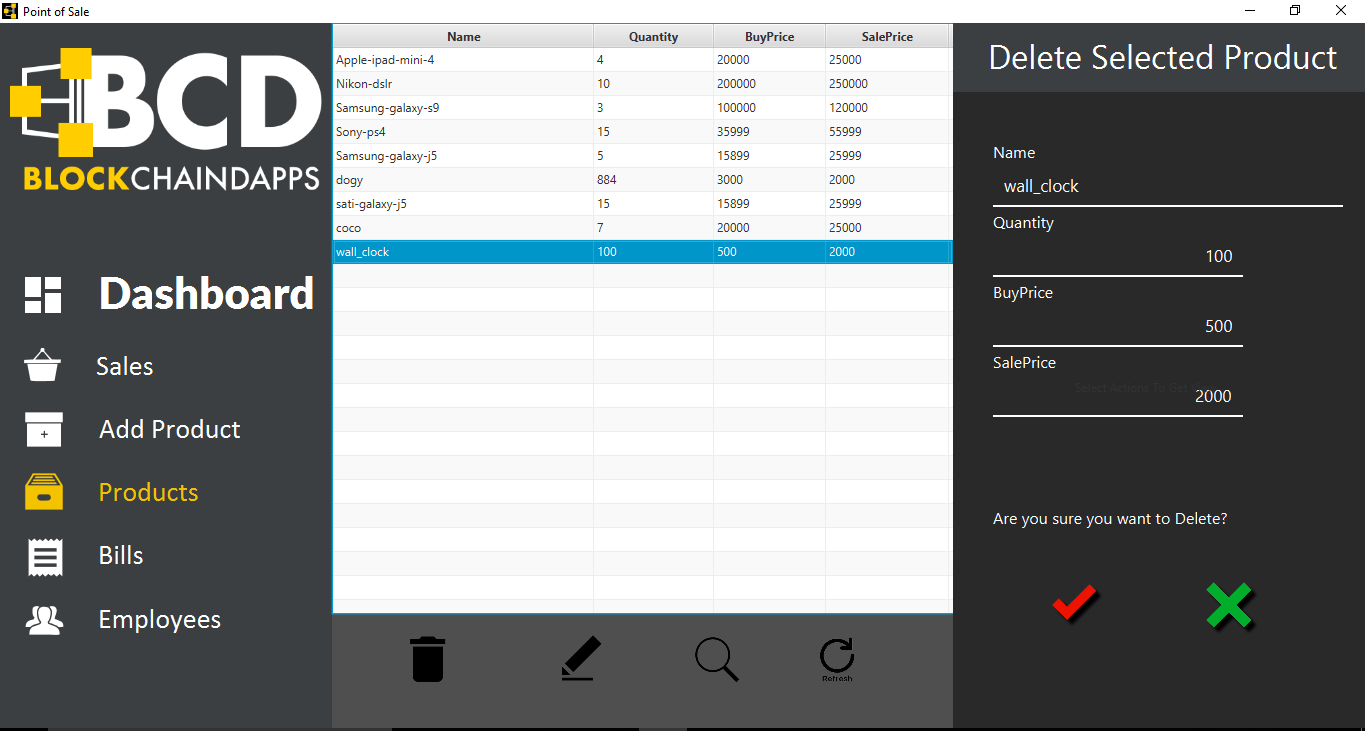 Point of Sale
BCD
BLOCKCHAINDAPPS
Dashboard
Sales
Add Product
Products
Bills
Employees
Name Quantity BuyPrice SalePrice
Apple-ipad-mini-4 4 20000 25000
Nikon-dslr 10 200000 250000
Samsung-galaxy-s9 3 100000 120000
Sony-ps4 15 35999 55999
Samsung-galaxy-j5 5 15899 25999
dogy 884 3000 2000
sati-galaxy-j5 15 15899 25999
coco 7 20000 25000
wall_clock 100 500 2000
Refresh
Delete Selected Product
Name
wall_clock
Quantity
100
BuyPrice
500
SalePrice
Select Actions To Get
2000
Are you sure you want to Delete?